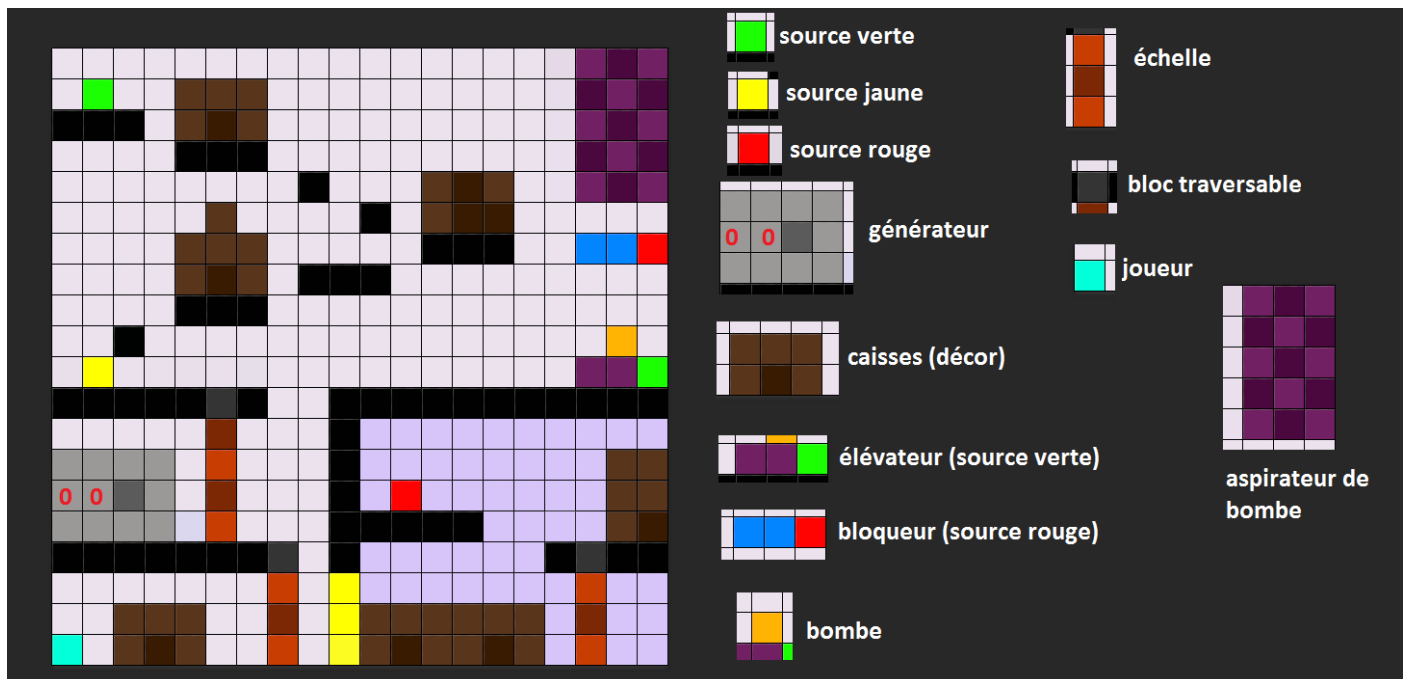 source verte
échelle
source jaune
source rouge
bloc traversable
0 0
générateur
joueur
caisses (décor)
élévateur (source verte)
0 0
aspirateur de
bombe
bloqueur (source rouge)
bombe